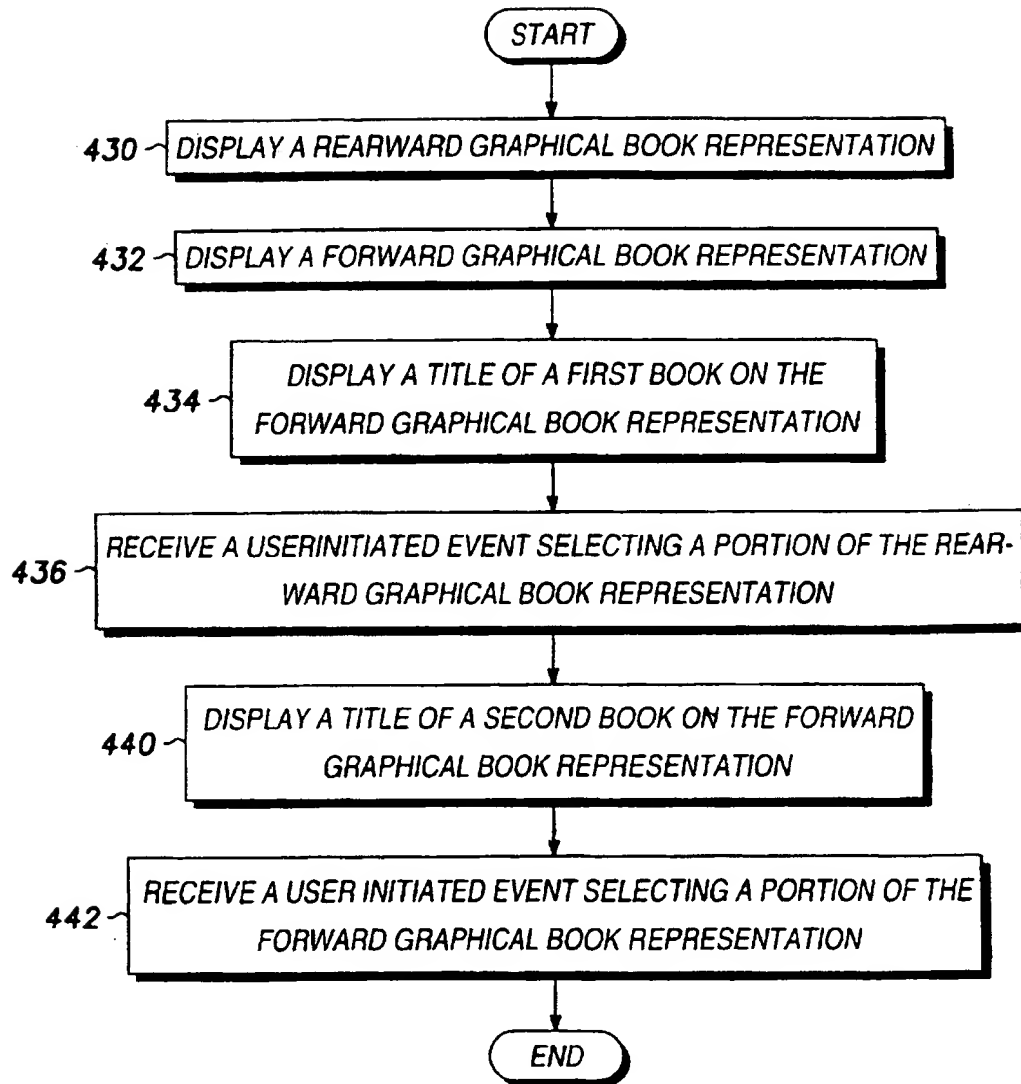 START
430 DISPLAY A REARWARD GRAPHICAL BOOK REPRESENTATION
432 DISPLAY A FORWARD GRAPHICAL BOOK REPRESENTATION
DISPLAY A TITLE OF A FIRST BOOK ON THE
434
FORWARD GRAPHICAL BOOK REPRESENTATION
RECEIVE A USERINITIATED EVENT SELECTING A PORTION OF THE REAR-
436
WARD GRAPHICAL BOOK REPRESENTATION
DISPLAY A TITLE OF A SECOND BOOK ON THE FORWARD
440
GRAPHICAL BOOK REPRESENTATION
RECEIVE A USER INITIATED EVENT SELECTING A PORTION OF THE
442
FORWARD GRAPHICAL BOOK REPRESENTATION
END